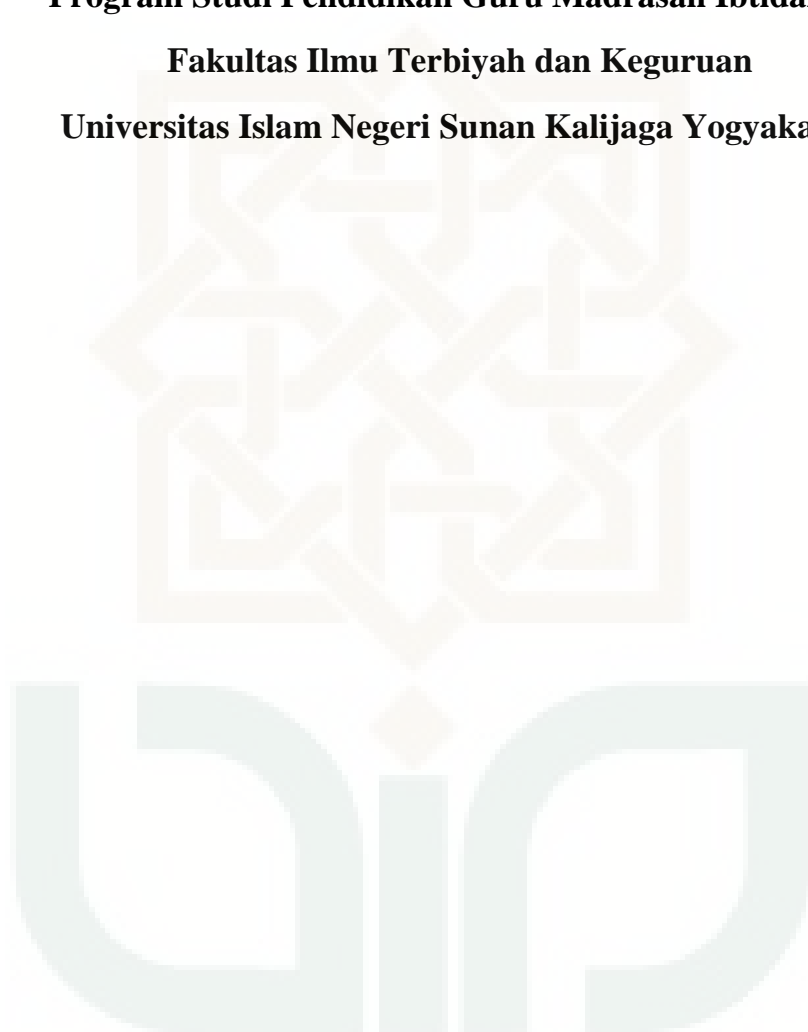 Program Studi Pendidikan Guru Madrasah Ibtida
Fakultas Ilmu Terbiyah dan Keguruan
Universitas Islam Negeri Sunan Kalijaga Yogyaka